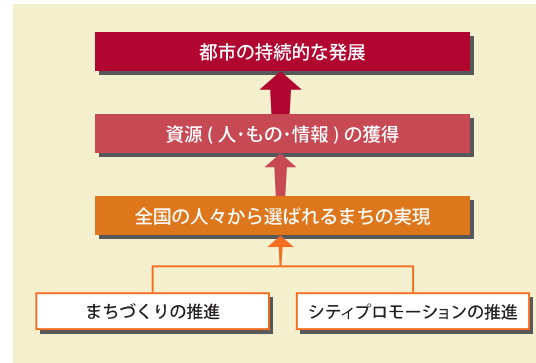 都市の持続的な発展
資源(人・もの・情報)の獲得
全国の人々から選ばれるまちの実現
まちづくりの推進
シティプロモーションの推進